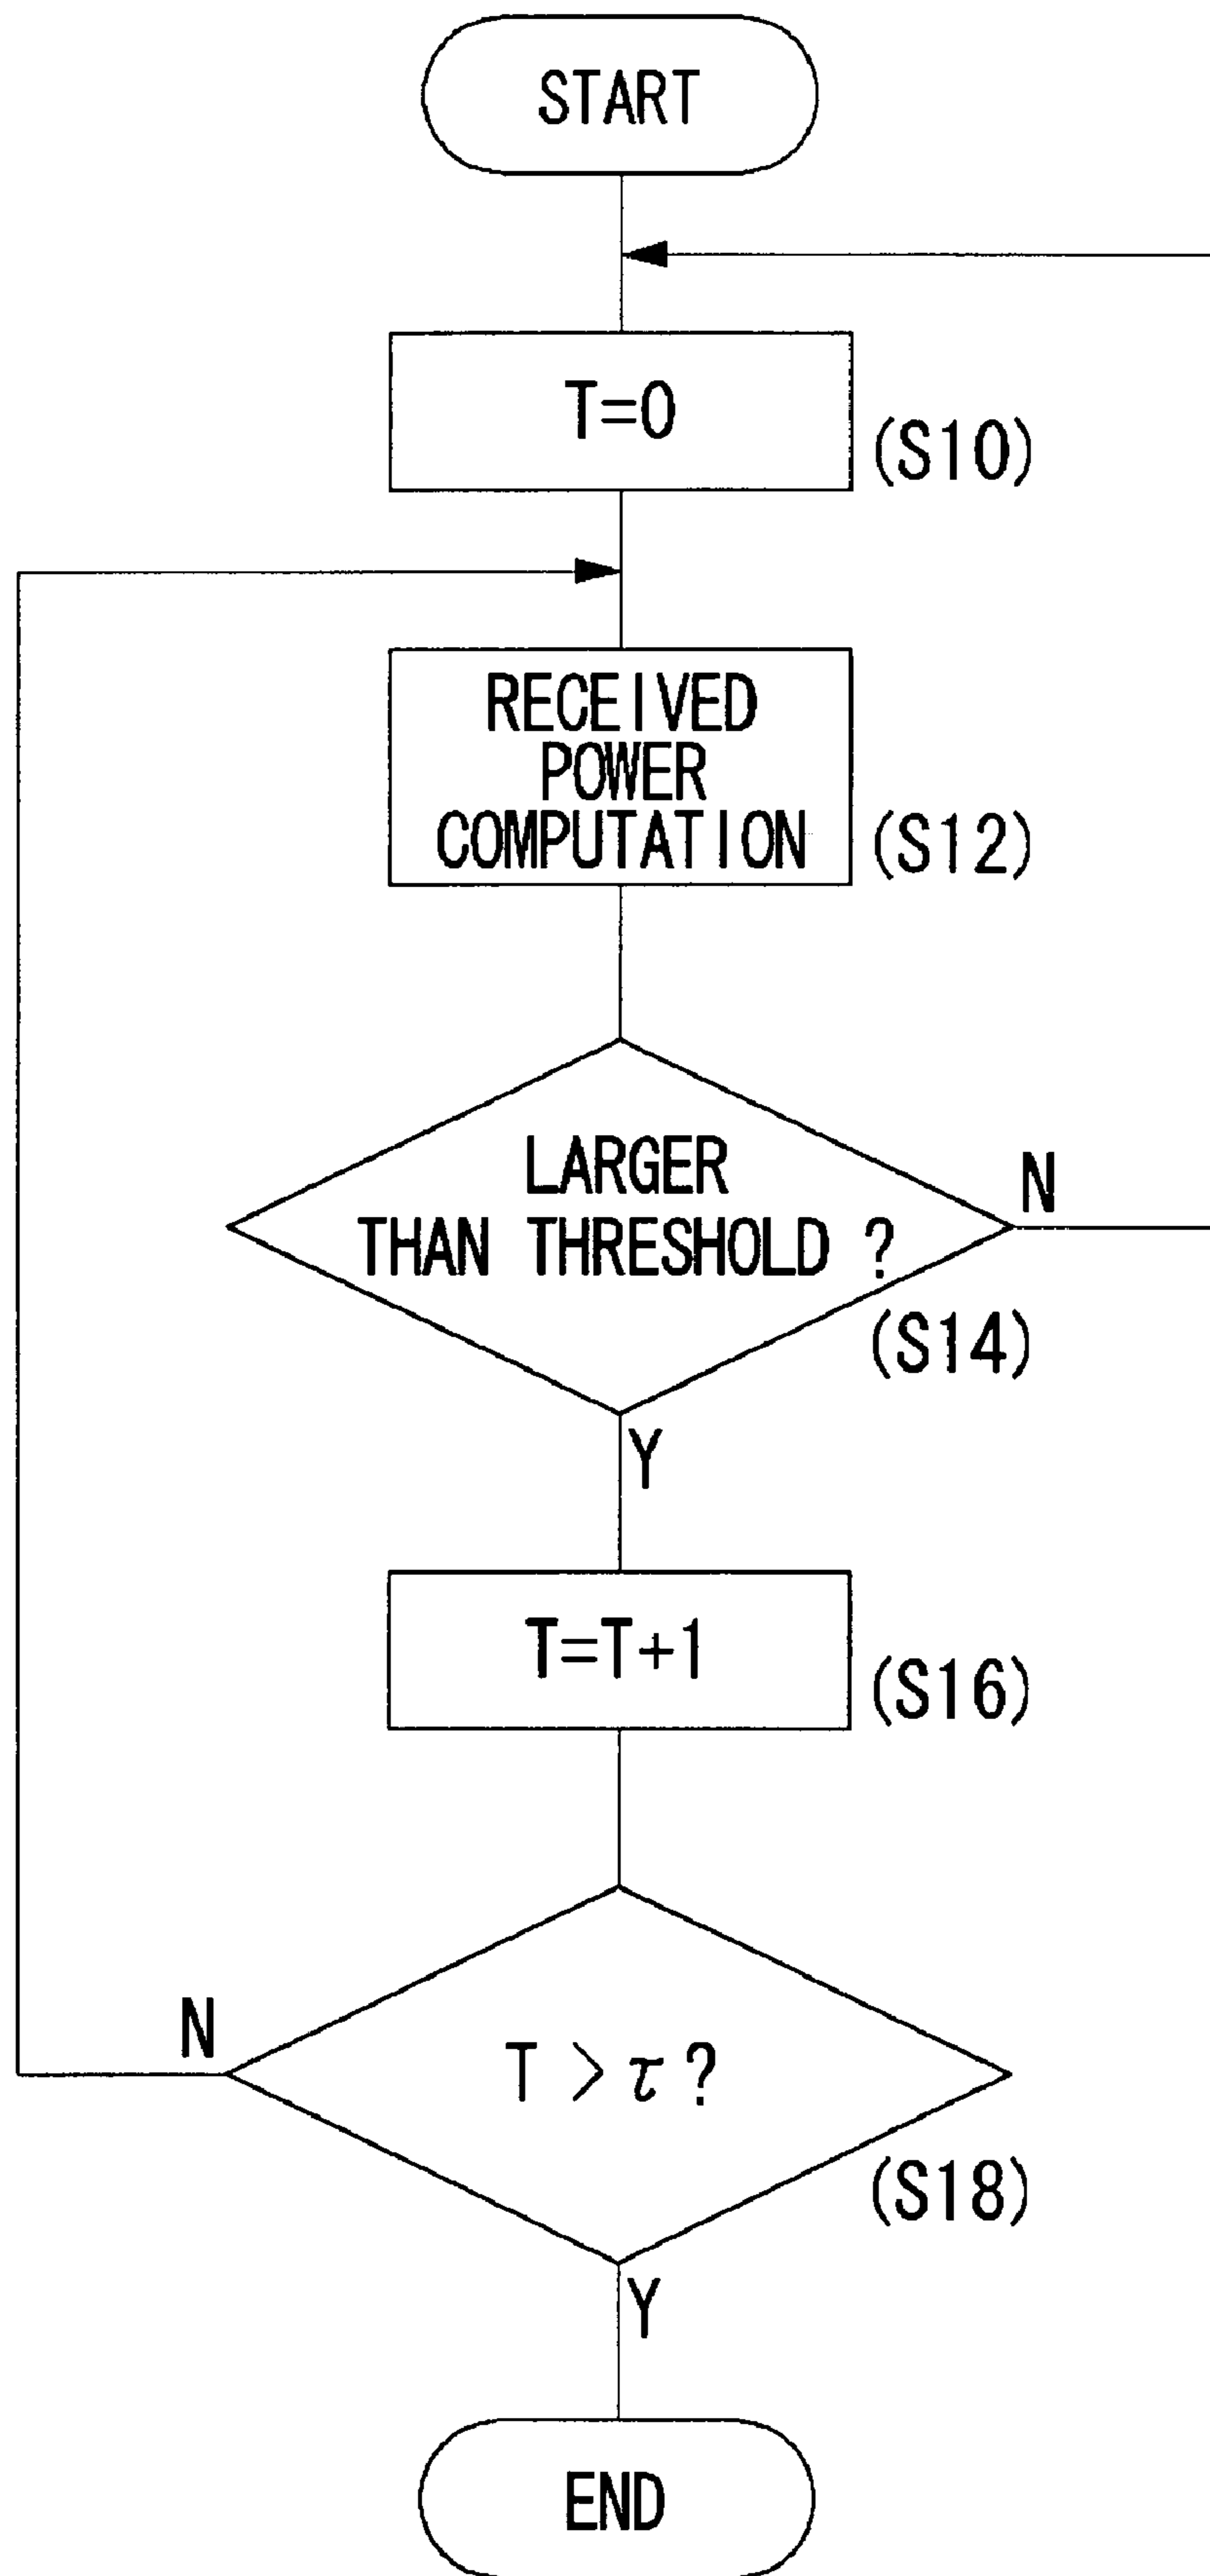 START
T=0
(S10)
RECEIVED
POWER
COMPUTATION
(S12)
LARGER
THAN THRESHOLD ?
N
(S14)
Y
T=T+1
(S16)
N
T > τ ?
(S18)
Y
END